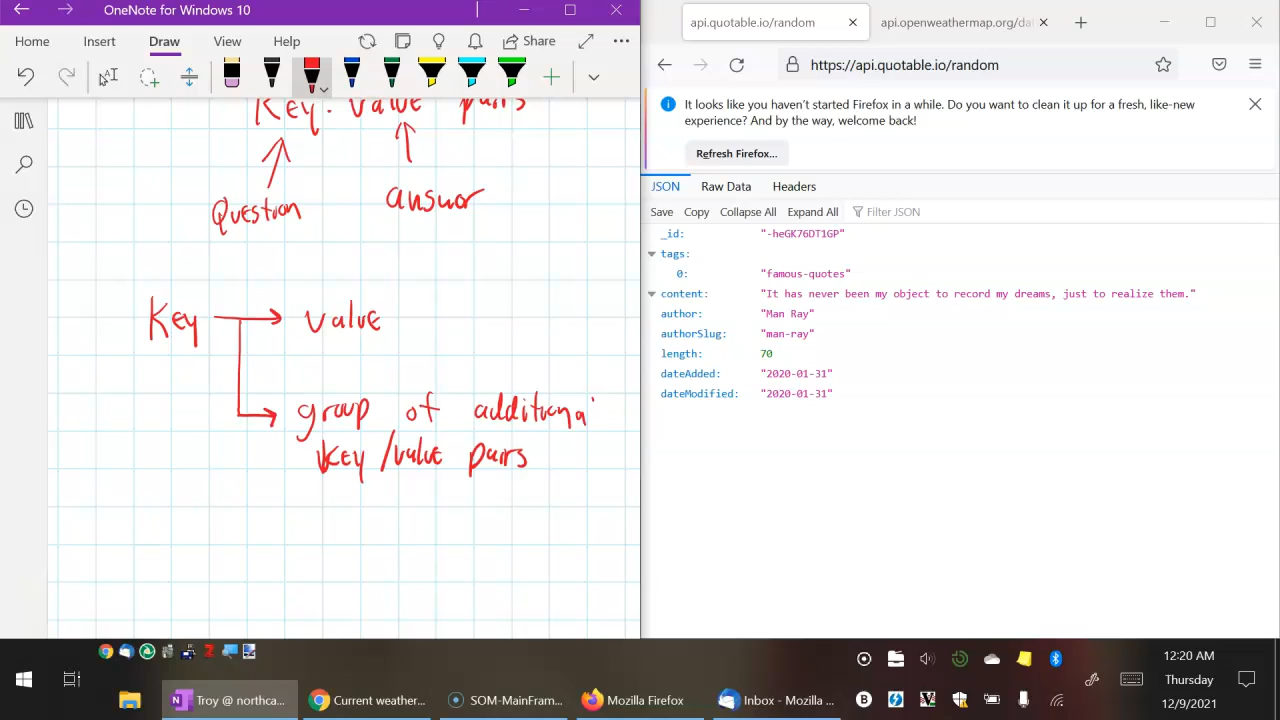 OneNote for Windows 10
Home Insert Draw View Help Share
Key: Value pairs
Question
answer
Key → value
group of additional
key/value pairs
api.quotable.io/random
api.openweathermap.org/da
https://api.quotable.io/random
It looks like you haven't started Firefox in a while. Do you want to clean it up for a fresh, like-new
experience? And by the way, welcome back!
Refresh Firefox...
JSON Raw Data Headers
Save Copy Collapse All Expand All Filter JSON
_id: "-heGK76DT1GP"
tags:
0: "famous-quotes"
content: "It has never been my object to record my dreams, just to realize them."
author: "Man Ray"
authorSlug: "man-ray"
length: 70
dateAdded: "2020-01-31"
dateModified: "2020-01-31"
12:20 AM
Thursday
12/9/2021
Troy @ northca...
Current weather...
SOM-MainFram...
Mozilla Firefox
Inbox - Mozilla ...